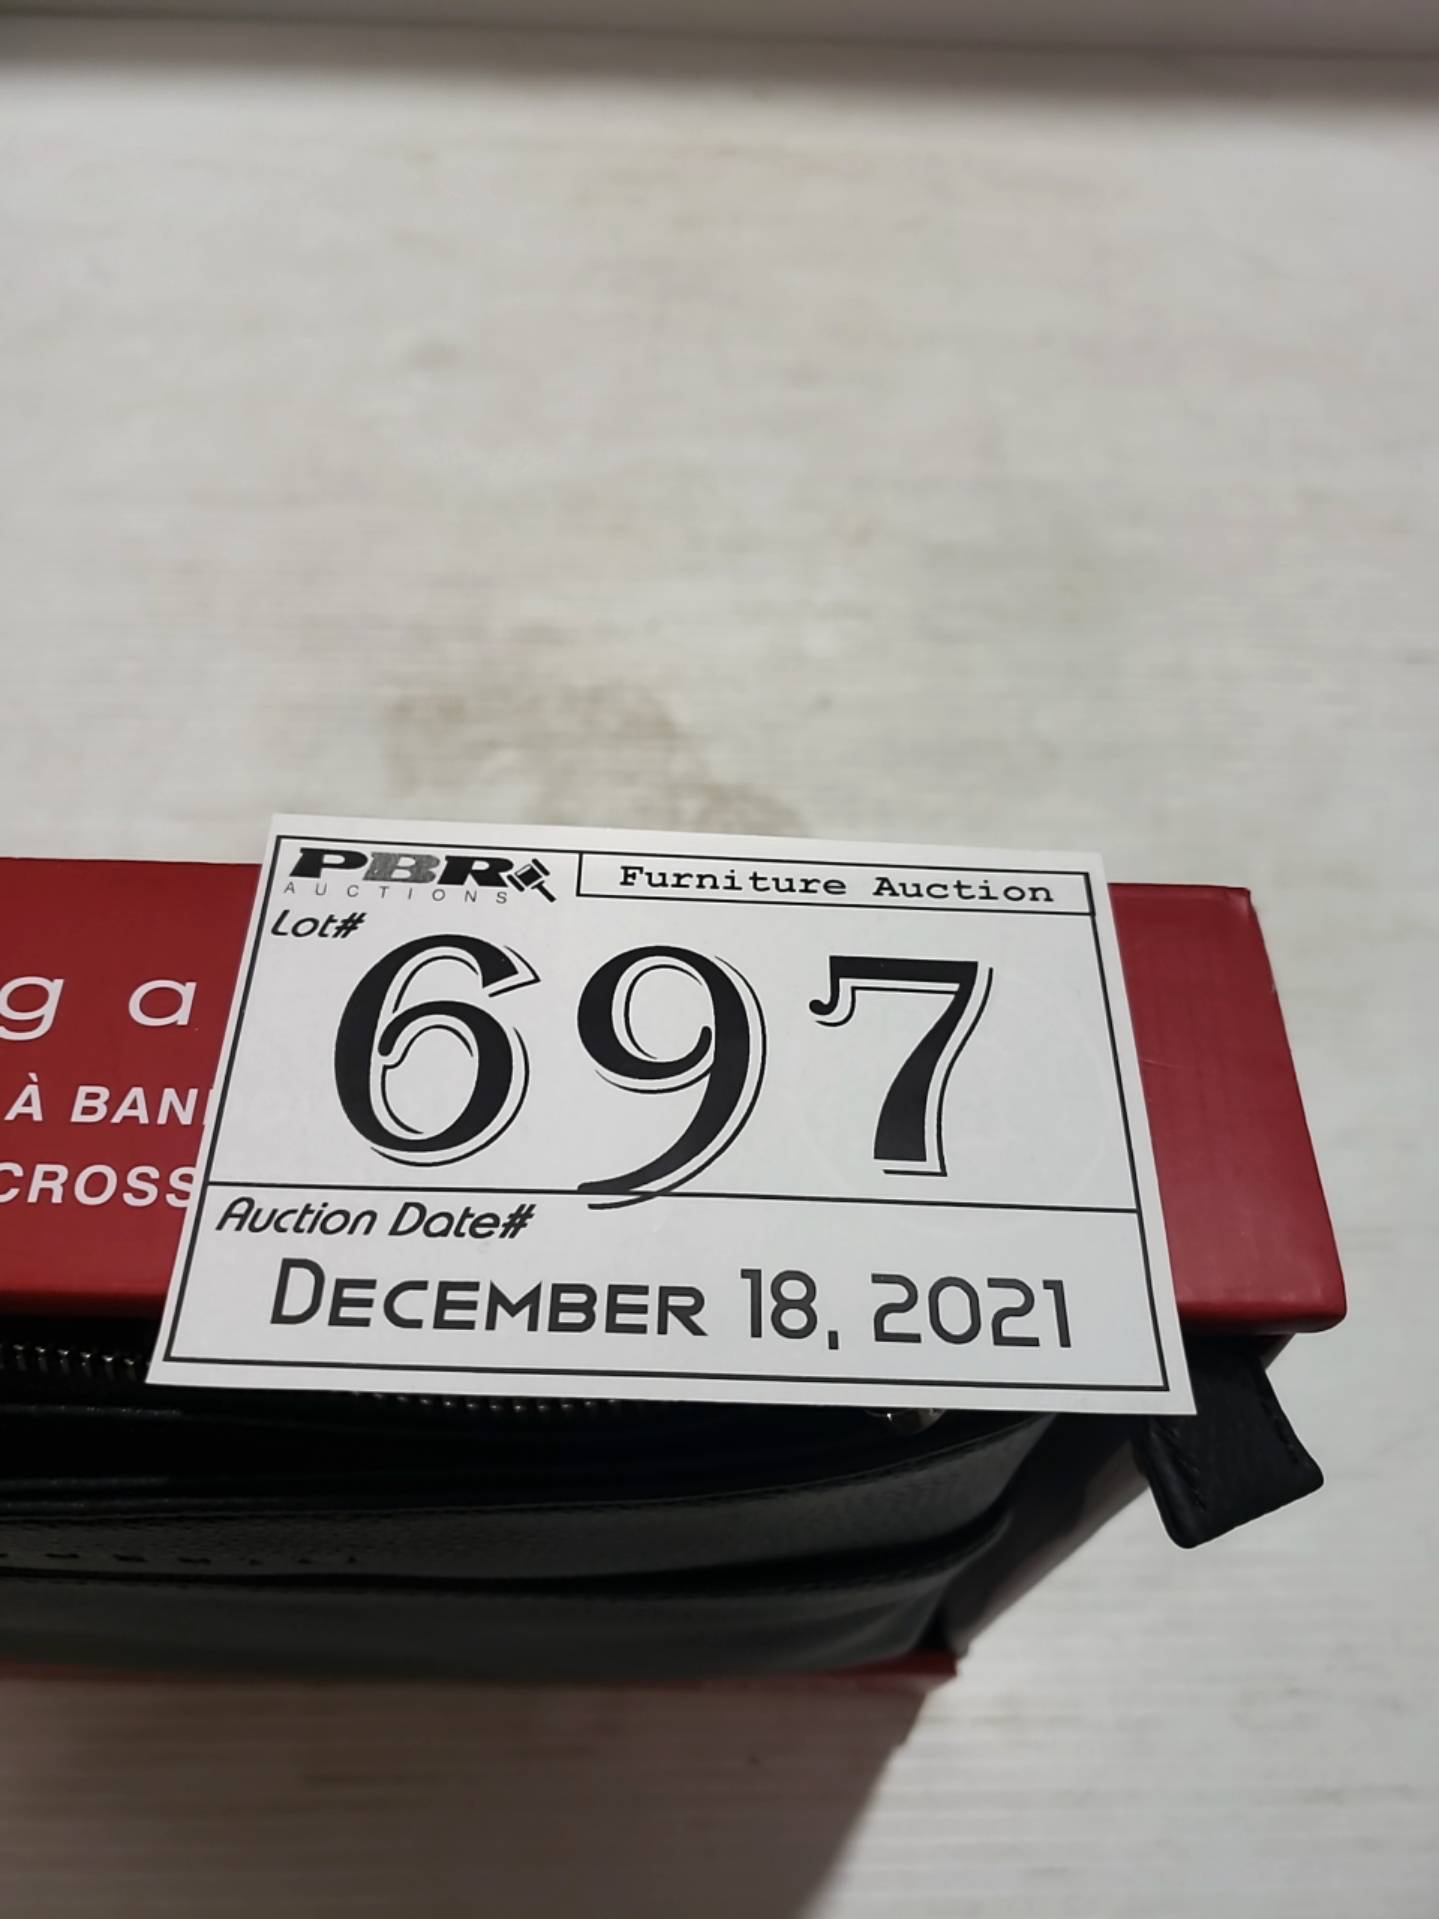 PBR
AUCTIONS
Furniture Auction
Lot#
697
g a
À BAN
CROSS
Auction Date#
DECEMBER 18, 2021